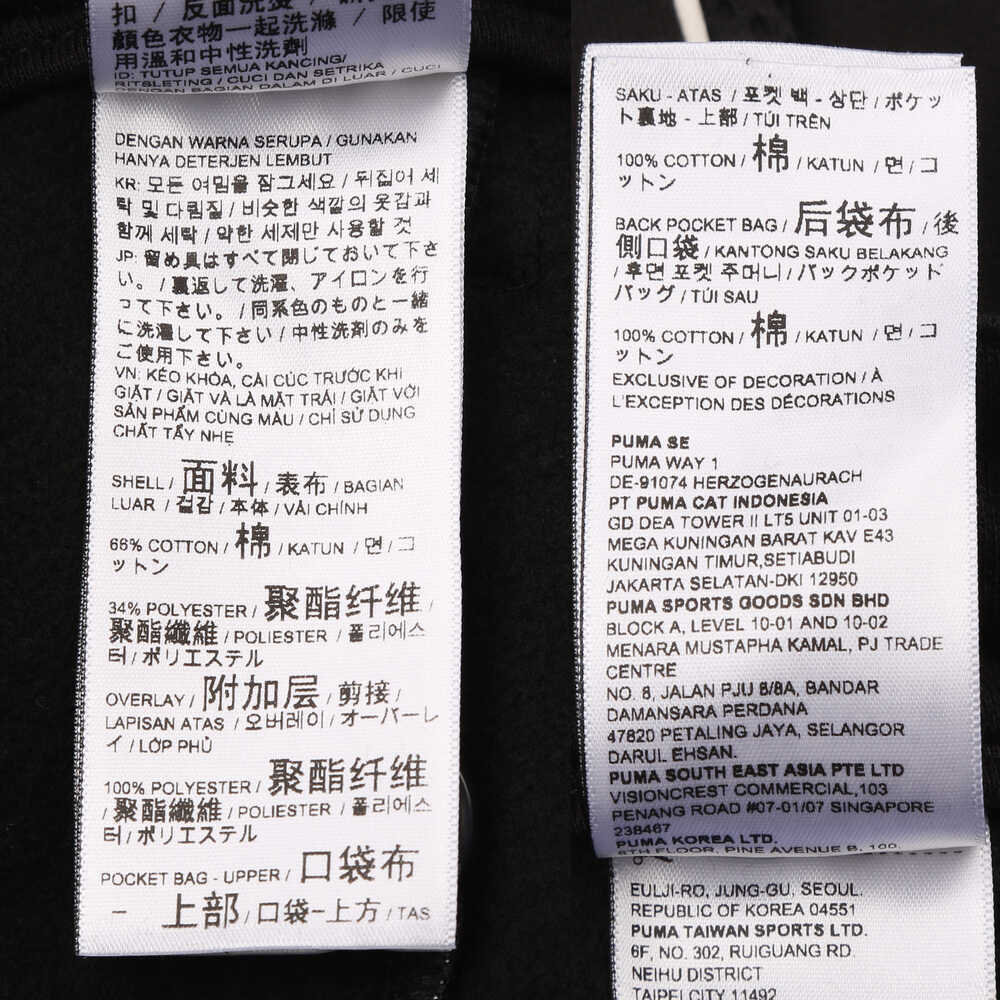 扣 / 反面洗燙
顏色衣物一起洗滌 / 限使
用溫和中性洗劑
ID: TUTUP SEMUA KANCING /
RITSLETING / CUCI DAN SETRIKA
DENGAN BAGIAN DALAM DI LUAR / CUCI
DENGAN WARNA SERUPA / GUNAKAN
HANYA DETERJEN LEMBUT
KR: 모든 여밈을 잠그세요 / 뒤집어 세
탁 및 다림질 / 비슷한 색깔의 옷감과
함께 세탁 / 약한 세제만 사용할 것
JP: 留め具はすべて閉じておいて下さ
い。/ 裏返して洗濯、アイロンを行
って下さい。/ 同系色のものと一緒
に洗濯して下さい / 中性洗剤のみを
ご使用下さい。
VN: KÉO KHÓA, CÀI CÚC TRƯỚC KHI
GIẶT / GIẶT VÀ LÀ MẶT TRÁI / GIẶT VỚI
SẢN PHẨM CÙNG MÀU / CHỈ SỬ DỤNG
CHẤT TẨY NHẸ
SHELL / 面料 / 表布 / BAGIAN
LUAR / 겉감 / 本体 / VẢI CHÍNH
66% COTTON / 棉 / KATUN / 면 / コ
ットン
34% POLYESTER / 聚酯纤维 /
聚酯纖維 / POLIESTER / 폴리에스
터 / ポリエステル
OVERLAY / 附加层 / 剪接 /
LAPISAN ATAS / 오버레이 / オーバーレ
イ / LỚP PHỦ
100% POLYESTER / 聚酯纤维
/ 聚酯纖維 / POLIESTER / 폴리에스
터 / ポリエステル
POCKET BAG - UPPER / 口袋布
- 上部 / 口袋-上方 / TAS
SAKU - ATAS / 포켓 백 - 상단 / ポケッ
ト裏地 - 上部 / TÚI TRÊN
100% COTTON / 棉 / KATUN / 면 / コ
ットン
BACK POCKET BAG / 后袋布 / 後
側口袋 / KANTONG SAKU BELAKANG
/ 후면 포켓 주머니 / バックポケット
バッグ / TÚI SAU
100% COTTON / 棉 / KATUN / 면 / コ
ットン
EXCLUSIVE OF DECORATION / À
L'EXCEPTION DES DÉCORATIONS
PUMA SE
PUMA WAY 1
DE-91074 HERZOGENAURACH
PT PUMA CAT INDONESIA
GD DEA TOWER II LT5 UNIT 01-03
MEGA KUNINGAN BARAT KAV E43
KUNINGAN TIMUR,SETIABUDI
JAKARTA SELATAN-DKI 12950
PUMA SPORTS GOODS SDN BHD
BLOCK A, LEVEL 10-01 AND 10-02
MENARA MUSTAPHA KAMAL, PJ TRADE
CENTRE
NO. 8, JALAN PJU 8/8A, BANDAR
DAMANSARA PERDANA
47820 PETALING JAYA, SELANGOR
DARUL EHSAN.
PUMA SOUTH EAST ASIA PTE LTD
VISIONCREST COMMERCIAL,103
PENANG ROAD #07-01/07 SINGAPORE
238467
PUMA KOREA LTD.
6TH FLOOR, PINE AVENUE B, 100,
EULJI-RO, JUNG-GU, SEOUL.
REPUBLIC OF KOREA 04551
PUMA TAIWAN SPORTS LTD.
6F, NO. 302, RUIGUANG RD.
NEIHU DISTRICT
TAIPEI CITY 11492